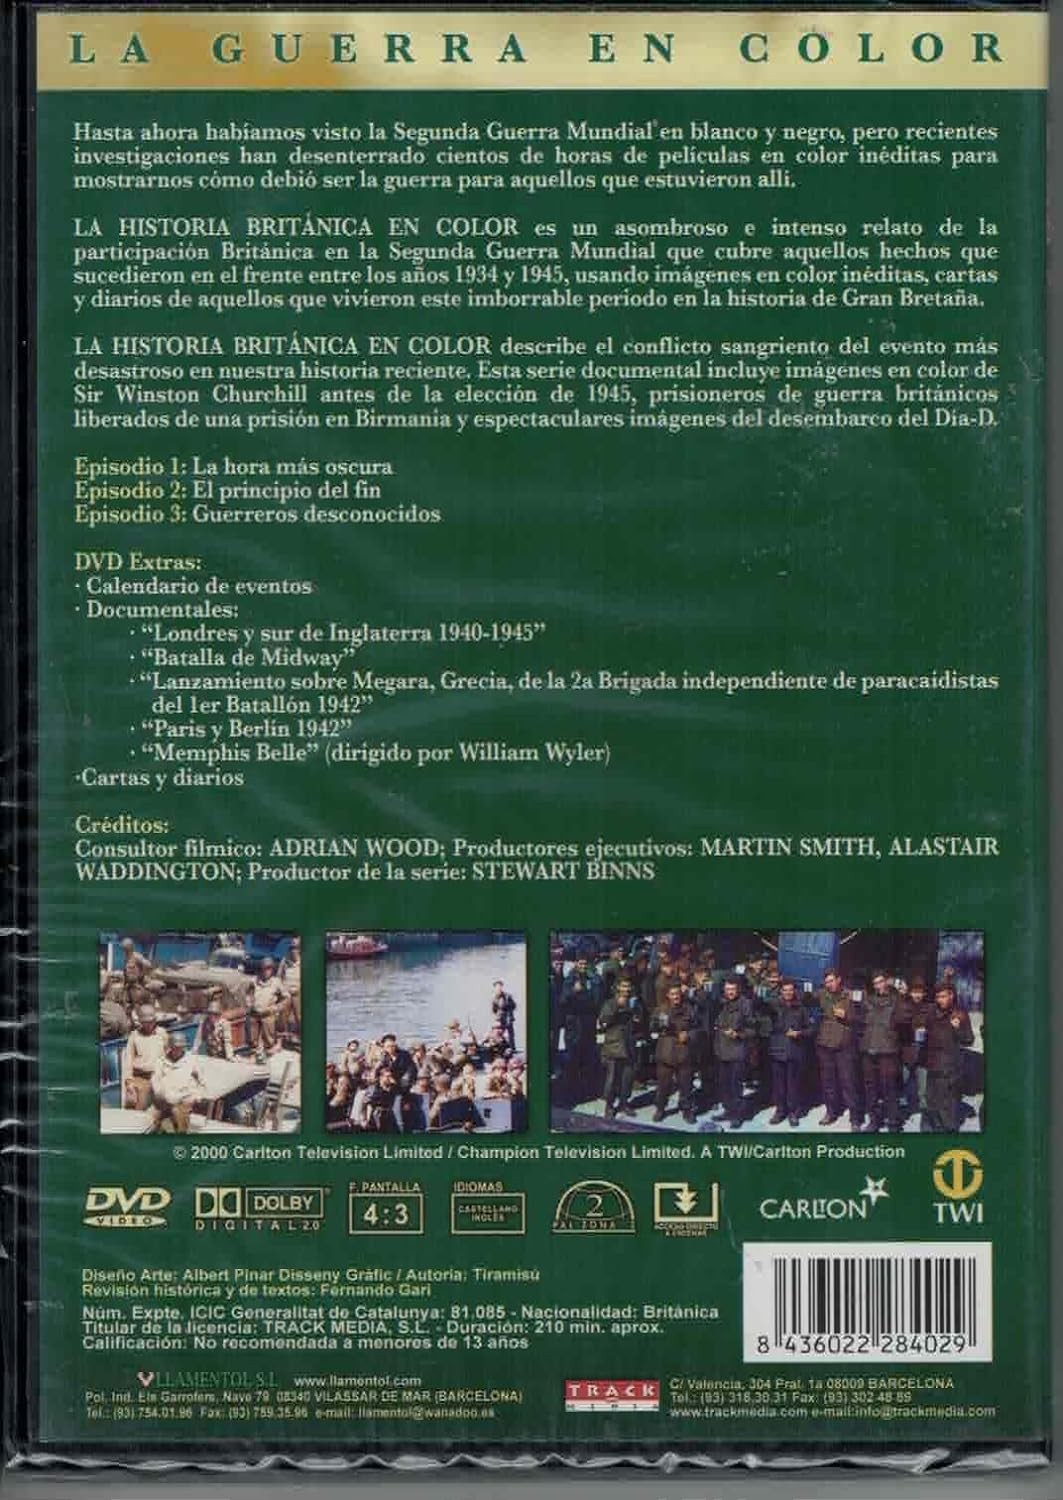 LA GUERRA EN COLOR
Hasta ahora habíamos visto la Segunda Guerra Mundial en blanco y negro, pero recientes
investigaciones han desenterrado cientos de horas de películas en color inéditas para
mostrarnos cómo debió ser la guerra para aquellos que estuvieron allí.
LA HISTORIA BRITÁNICA EN COLOR es un asombroso e intenso relato de la
participación Británica en la Segunda Guerra Mundial que cubre aquellos hechos que
sucedieron en el frente entre los años 1934 y 1945, usando imágenes en color inéditas, cartas
y diarios de aquellos que vivieron este imborrable periodo en la historia de Gran Bretaña.
LA HISTORIA BRITÁNICA EN COLOR describe el conflicto sangriento del evento más
desastroso en nuestra historia reciente. Esta serie documental incluye imágenes en color de
Sir Winston Churchill antes de la elección de 1945, prisioneros de guerra británicos
liberados de una prisión en Birmania y espectaculares imágenes del desembarco del Día-D.
Episodio 1: La hora más oscura
Episodio 2: El principio del fin
Episodio 3: Guerreros desconocidos
DVD Extras:
· Calendario de eventos
· Documentales:
· “Londres y sur de Inglaterra 1940-1945”
· “Batalla de Midway”
· “Lanzamiento sobre Megara, Grecia, de la 2a Brigada independiente de paracaidistas
del 1er Batallón 1942”
· “Paris y Berlín 1942”
· “Memphis Belle” (dirigido por William Wyler)
·Cartas y diarios
Créditos:
Consultor fílmico: ADRIAN WOOD; Productores ejecutivos: MARTIN SMITH, ALASTAIR
WADDINGTON; Productor de la serie: STEWART BINNS
© 2000 Carlton Television Limited / Champion Television Limited. A TWI/Carlton Production
DVD VIDEO
DOLBY DIGITAL 2.0
F. PANTALLA
4:3
IDIOMAS
CASTELLANO
INGLÉS
2
PAL ZONA 2
ACCESO DIRECTO
A ESCENAS
CARLTON
TWI
Diseño Arte: Albert Pinar Disseny Gràfic / Autoría: Tiramisú
Revisión histórica y de textos: Fernando Gari
Núm. Expte. ICIC Generalitat de Catalunya: 81.085 - Nacionalidad: Británica
Titular de la licencia: TRACK MEDIA, S.L. - Duración: 210 min. aprox.
Calificación: No recomendada a menores de 13 años
8 436022 284029
LLAMENTOL S.L. www.llamentol.com
Pol. Ind. Els Garrofers, Nave 79 08340 VILASSAR DE MAR (BARCELONA)
Tel.: (93) 754.01.96 Fax: (93) 759.35.96 e-mail: llamentol@wanadoo.es
TRACK
MEDIA
C/ Valencia, 304 Pral. 1a 08009 BARCELONA
Tel.: (93) 318.30.31 Fax: (93) 302 48 89
www.trackmedia.com e-mail:info@trackmedia.com